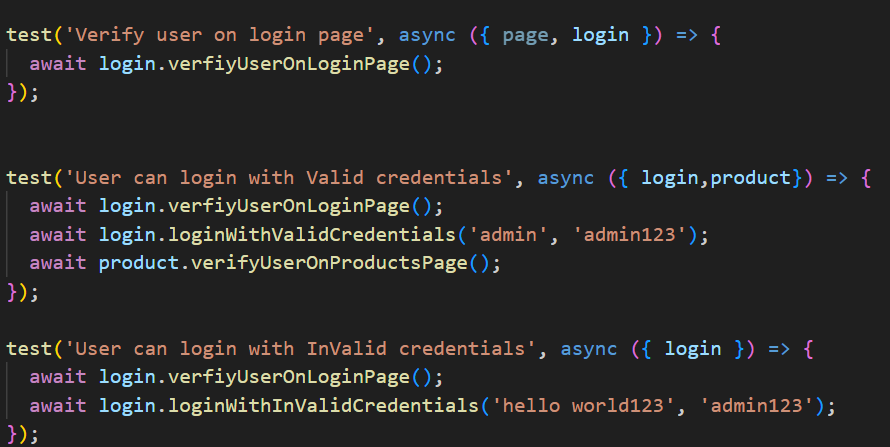 test('Verify user on login page', async ({ page, login }) => {
  await login.verfiyUserOnLoginPage();
});
test('User can login with Valid credentials', async ({ login,product}) => {
  await login.verfiyUserOnLoginPage();
  await login.loginWithValidCredentials('admin', 'admin123');
  await product.verifyUserOnProductsPage();
});
test('User can login with InValid credentials', async ({ login }) => {
  await login.verfiyUserOnLoginPage();
  await login.loginWithInValidCredentials('hello world123', 'admin123');
});